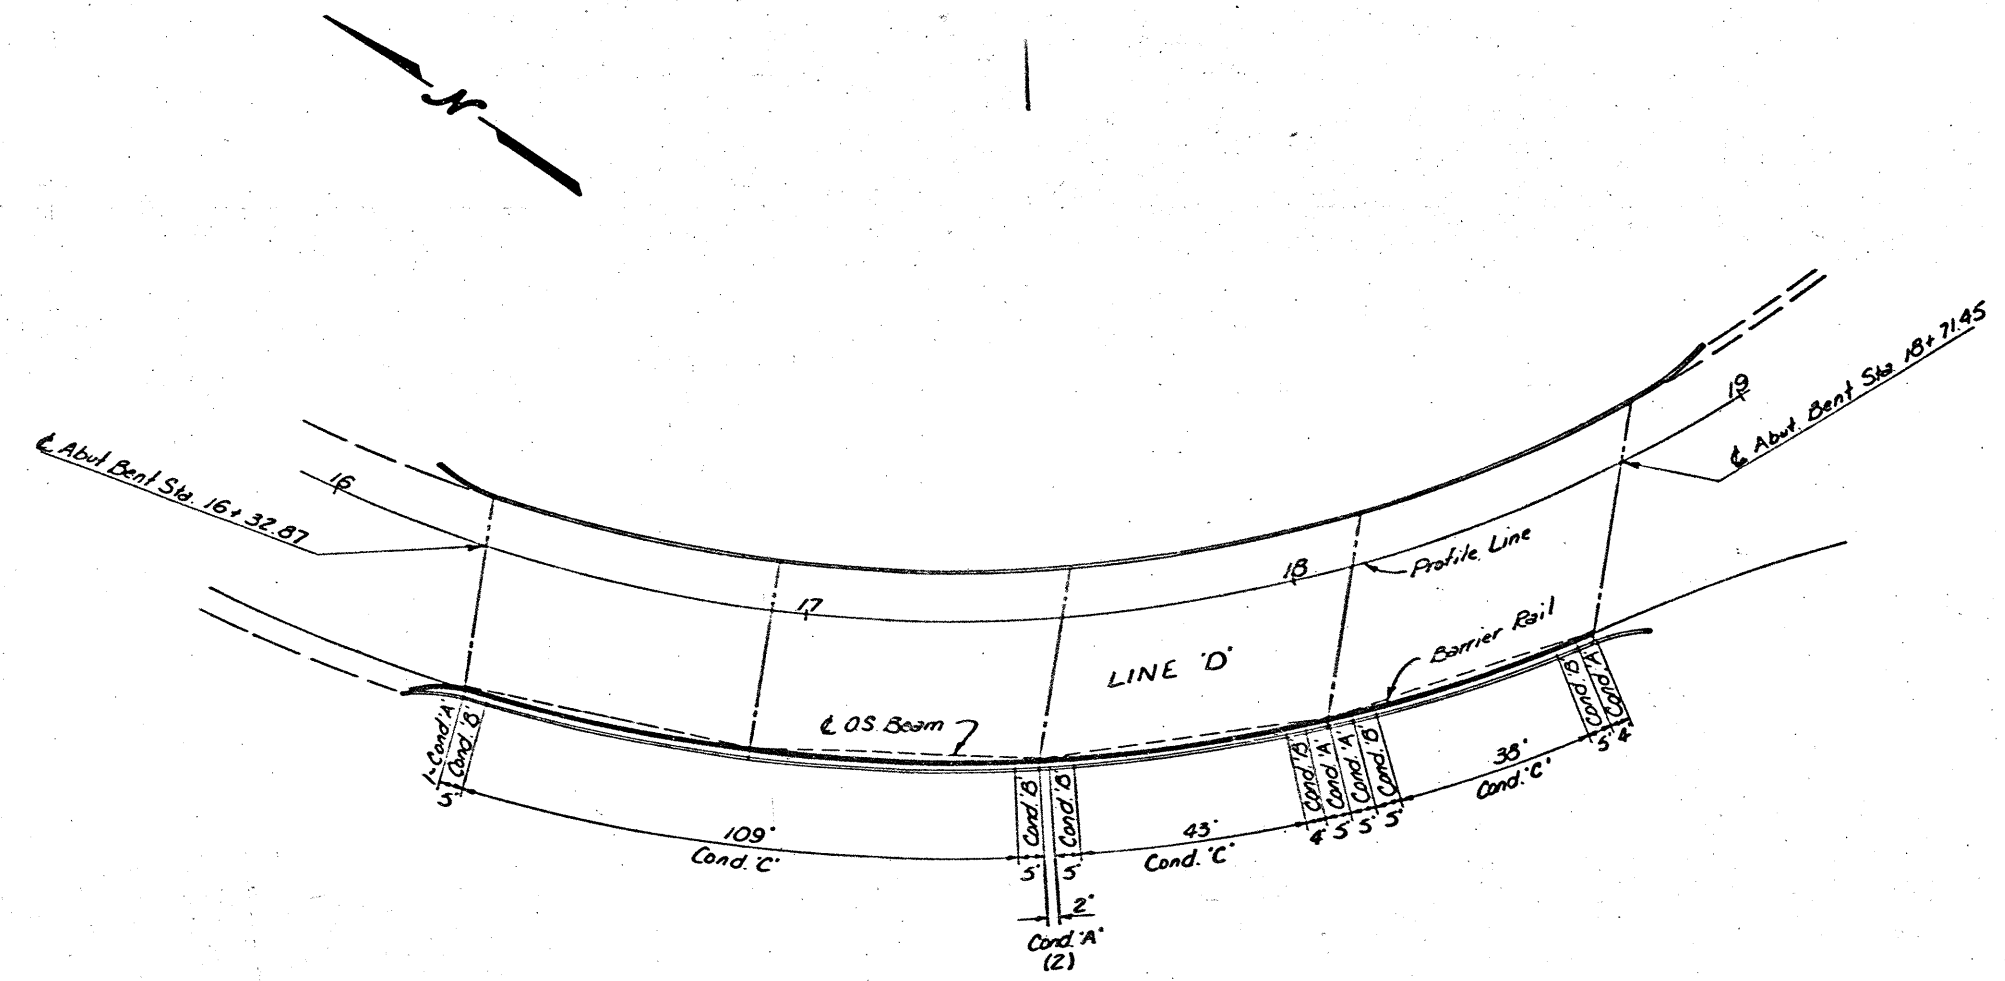 N
℄ Abut Bent Sta. 16+32.87
16
17
18
19
℄ Abut. Bent Sta 18+71.45
Profile Line
Barrier Rail
LINE 'D'
℄ O.S. Beam
1~Cond.'A'
Cond.'B'
5'
109'
Cond.'C'
Cond.'B'
5'
Cond.'B'
5'
2'
Cond.'A'
(2)
43'
Cond.'C'
Cond.'B'
Cond.'A'
Cond.'A'
Cond.'B'
4' 5' 5' 5'
38'
Cond.'C'
Cond.'B'
Cond.'A'
5' 4'